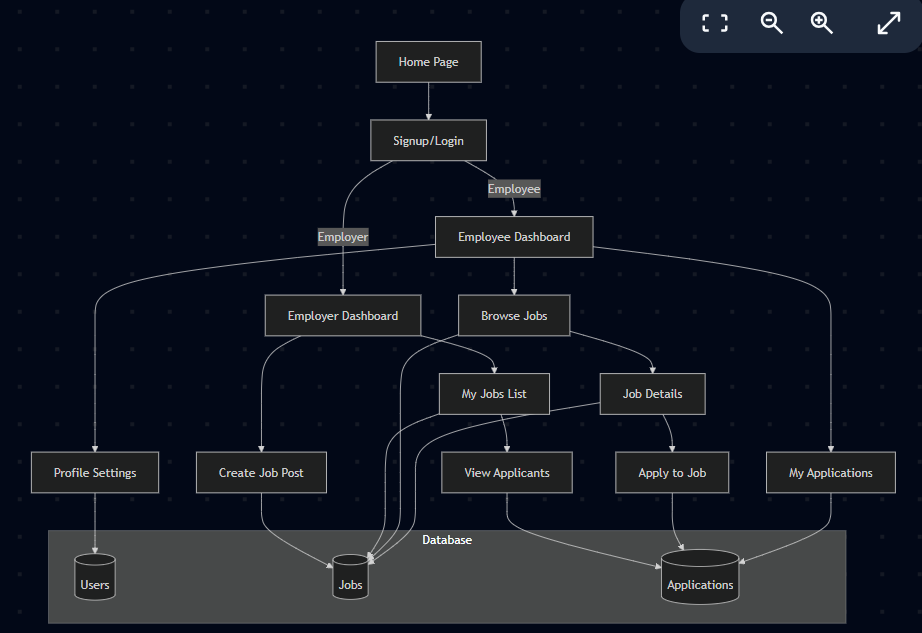 Home Page
Signup/Login
Employee
Employer
Employee Dashboard
Employer Dashboard
Browse Jobs
My Jobs List
Job Details
Profile Settings
Create Job Post
View Applicants
Apply to Job
My Applications
Database
Users
Jobs
Applications